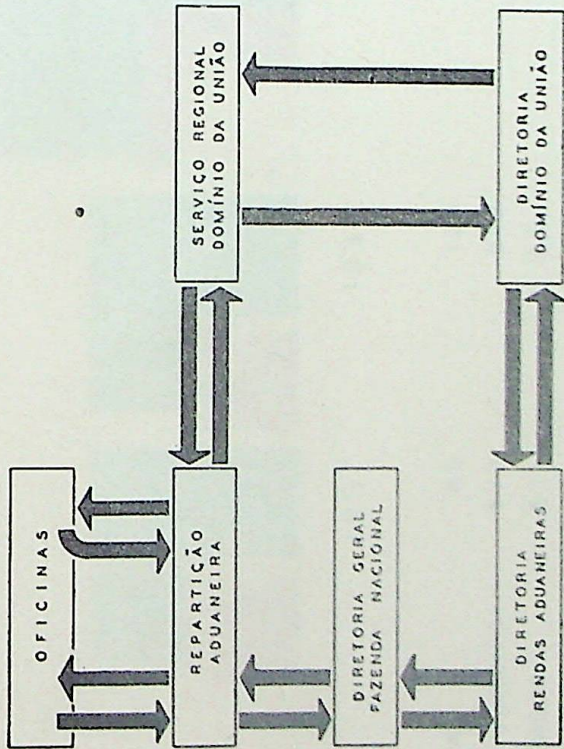 OFICINAS
REPARTIÇÃO
ADUANEIRA
DIRETORIA GERAL
FAZENDA NACIONAL
DIRETORIA
RENDAS ADUANEIRAS
SERVIÇO REGIONAL
DOMÍNIO DA UNIÃO
DIRETORIA
DOMÍNIO DA UNIÃO